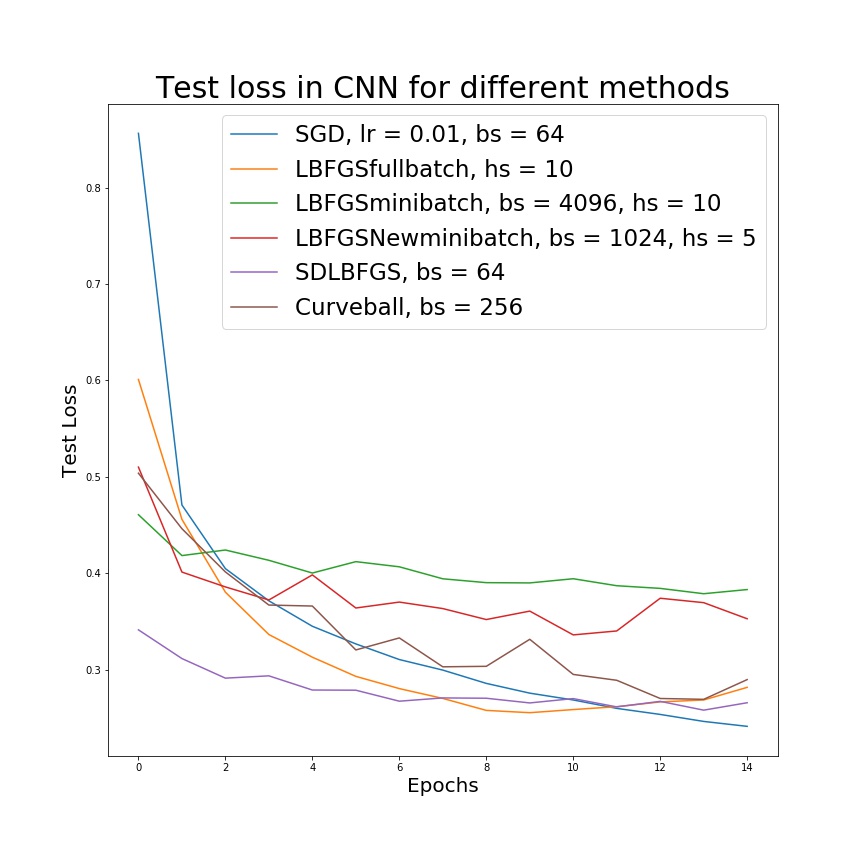 Test loss in CNN for different methods
SGD, lr = 0.01, bs = 64
LBFGSfullbatch, hs = 10
LBFGSminibatch, bs = 4096, hs = 10
LBFGSNewminibatch, bs = 1024, hs = 5
SDLBFGS, bs = 64
Curveball, bs = 256
Test Loss
0.8
0.7
0.6
0.5
0.4
0.3
0 2 4 6 8 10 12 14
Epochs